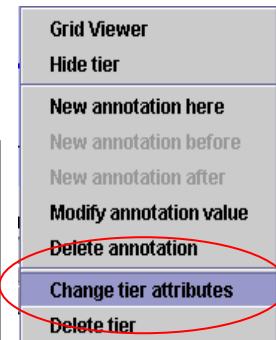 Grid Viewer
Hide tier
New annotation here
New annotation before
New annotation after
Modify annotation value
Delete annotation
Change tier attributes
Delete tier